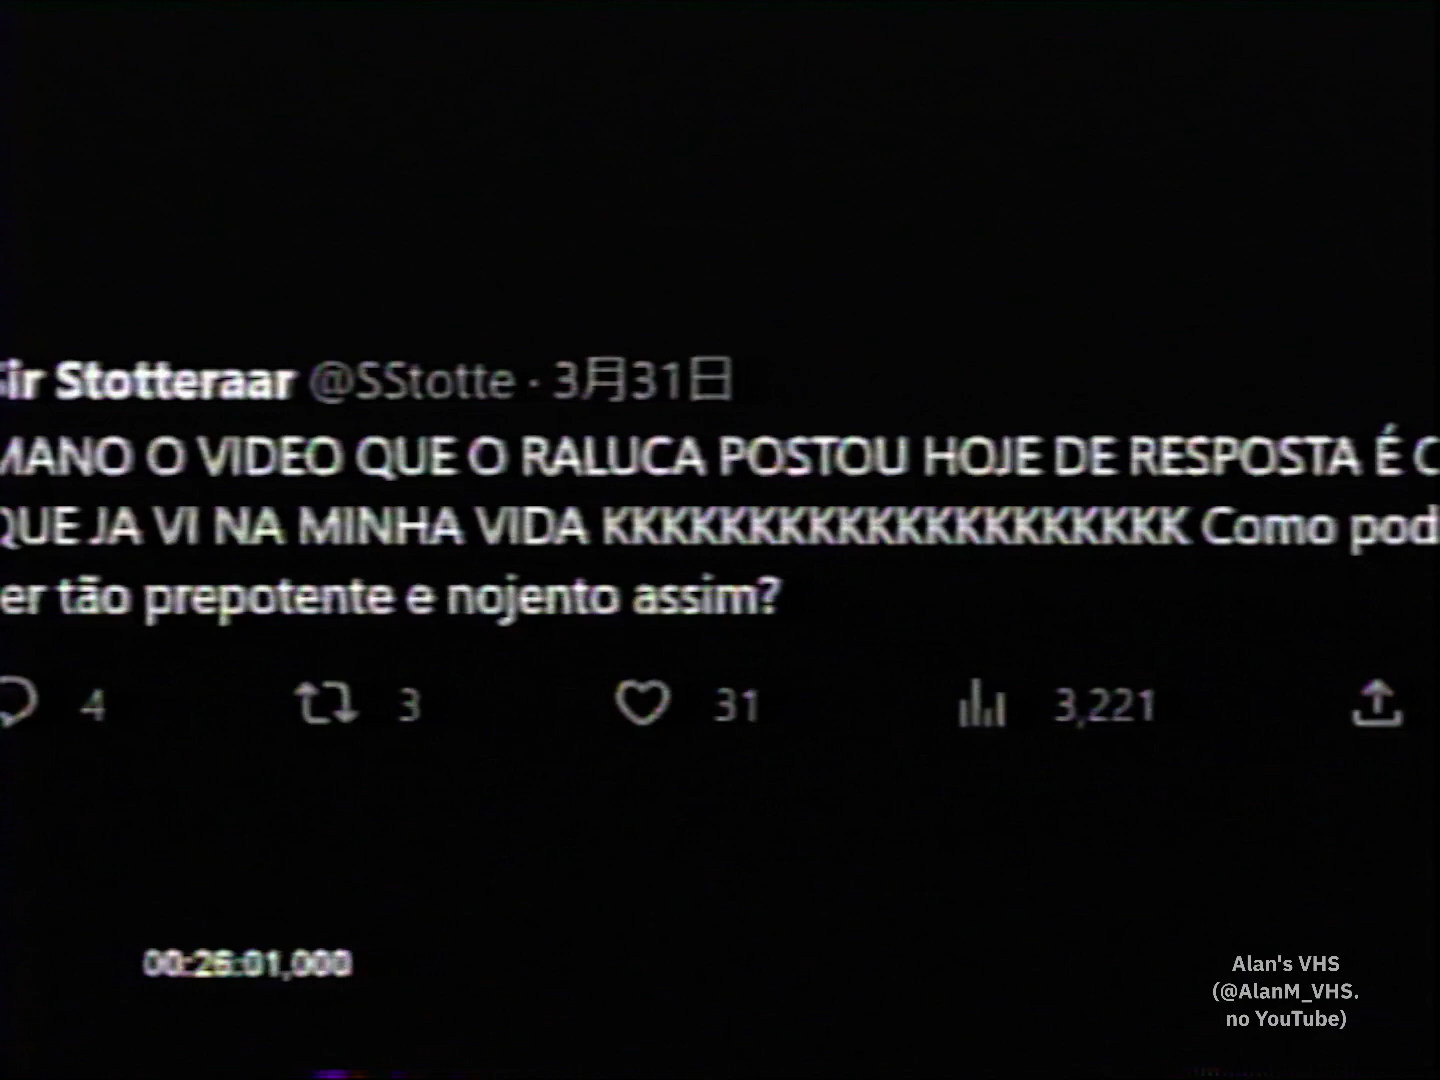 Sir Stotteraar @SStotte · 3月31日
MANO O VIDEO QUE O RALUCA POSTOU HOJE DE RESPOSTA É C
QUE JA VI NA MINHA VIDA KKKKKKKKKKKKKKKKKKKK Como pod
er tão prepotente e nojento assim?
4 3 31 3,221
00:26:01,000
Alan's VHS
(@AlanM_VHS.
no YouTube)